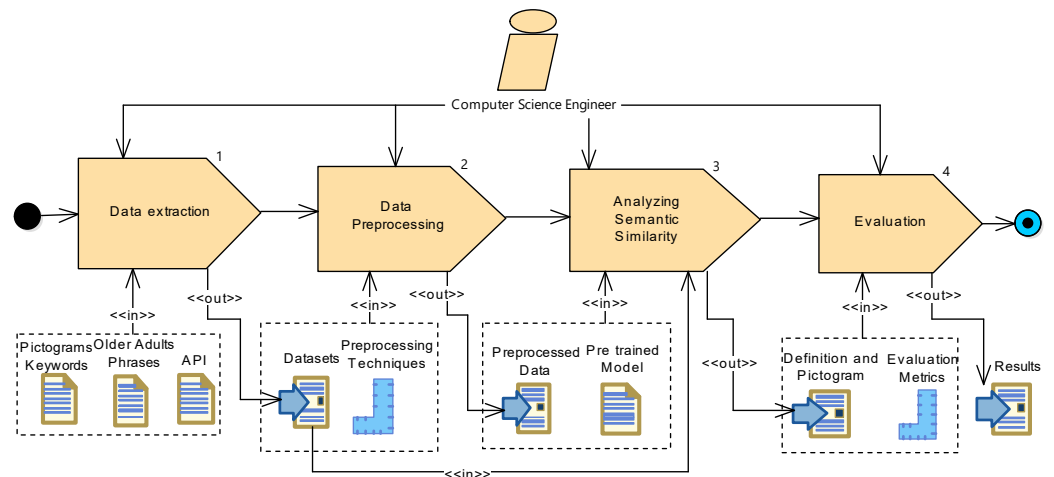 Computer Science Engineer
1
2
3
4
Data extraction
Data
Preprocessing
Analyzing
Semantic
Similarity
Evaluation
<<in>>
<<out>>
<<in>>
<<out>>
<<in>>
<<out>>
<<in>>
<<out>>
Pictograms
Keywords
Older Adults
Phrases
API
Datasets
Preprocessing
Techniques
Preprocessed
Data
Pre trained
Model
Definition and
Pictogram
Evaluation
Metrics
Results
<<in>>